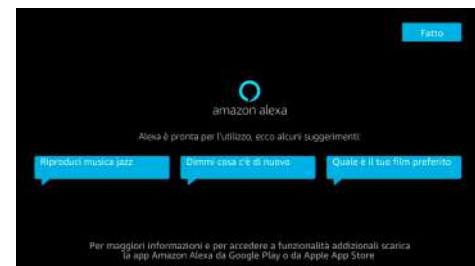 Fatto
amazon alexa
Alexa è pronta per l'utilizzo, ecco alcuni suggerimenti:
Riproduci musica jazz
Dimmi cosa c'è di nuovo
Quale è il tuo film preferito
Per maggiori informazioni e per accedere a funzionalità addizionali scarica
la app Amazon Alexa da Google Play o da Apple App Store